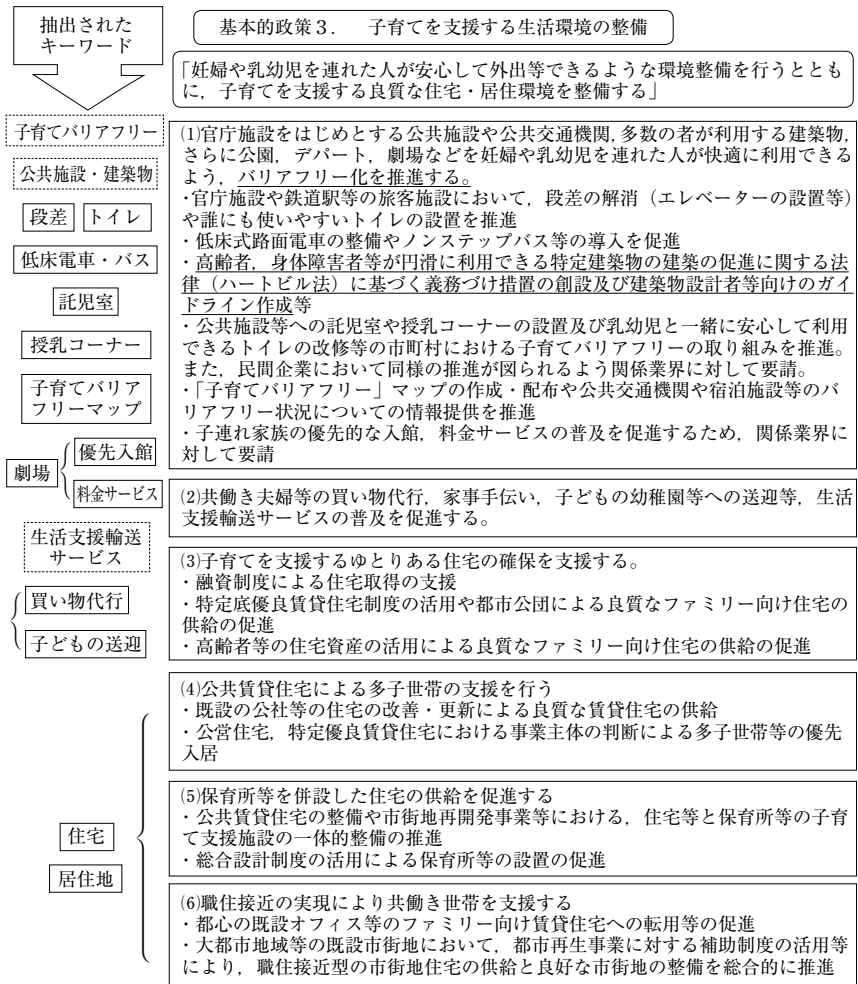 抽出された
キーワード
基本的政策3.　子育てを支援する生活環境の整備
「妊婦や乳幼児を連れた人が安心して外出等できるような環境整備を行うととも
に，子育てを支援する良質な住宅・居住環境を整備する」
子育てバリアフリー
公共施設・建築物
段差
トイレ
低床電車・バス
託児室
授乳コーナー
子育てバリア
フリーマップ
劇場
優先入館
料金サービス
生活支援輸送
サービス
買い物代行
子どもの送迎
住宅
居住地
⑴官庁施設をはじめとする公共施設や公共交通機関，多数の者が利用する建築物，
さらに公園，デパート，劇場などを妊婦や乳幼児を連れた人が快適に利用できる
よう，バリアフリー化を推進する。
・官庁施設や鉄道駅等の旅客施設において，段差の解消（エレベーターの設置等）
や誰にも使いやすいトイレの設置を推進
・低床式路面電車の整備やノンステップバス等の導入を促進
・高齢者，身体障害者等が円滑に利用できる特定建築物の建築の促進に関する法
律（ハートビル法）に基づく義務づけ措置の創設及び建築物設計者等向けのガイ
ドライン作成等
・公共施設等への託児室や授乳コーナーの設置及び乳幼児と一緒に安心して利用
できるトイレの改修等の市町村における子育てバリアフリーの取り組みを推進。
また，民間企業において同様の推進が図られるよう関係業界に対して要請。
・「子育てバリアフリー」マップの作成・配布や公共交通機関や宿泊施設等のバ
リアフリー状況についての情報提供を推進
・子連れ家族の優先的な入館，料金サービスの普及を促進するため，関係業界に
対して要請
⑵共働き夫婦等の買い物代行，家事手伝い，子どもの幼稚園等への送迎等，生活
支援輸送サービスの普及を促進する。
⑶子育てを支援するゆとりある住宅の確保を支援する。
・融資制度による住宅取得の支援
・特定底優良賃貸住宅制度の活用や都市公団による良質なファミリー向け住宅の
供給の促進
・高齢者等の住宅資産の活用による良質なファミリー向け住宅の供給の促進
⑷公共賃貸住宅による多子世帯の支援を行う
・既設の公社等の住宅の改善・更新による良質な賃貸住宅の供給
・公営住宅，特定優良賃貸住宅における事業主体の判断による多子世帯等の優先
入居
⑸保育所等を併設した住宅の供給を促進する
・公共賃貸住宅の整備や市街地再開発事業等における，住宅等と保育所等の子育
て支援施設の一体的整備の推進
・総合設計制度の活用による保育所等の設置の促進
⑹職住接近の実現により共働き世帯を支援する
・都心の既設オフィス等のファミリー向け賃貸住宅への転用等の促進
・大都市地域等の既設市街地において，都市再生事業に対する補助制度の活用等
により，職住接近型の市街地住宅の供給と良好な市街地の整備を総合的に推進